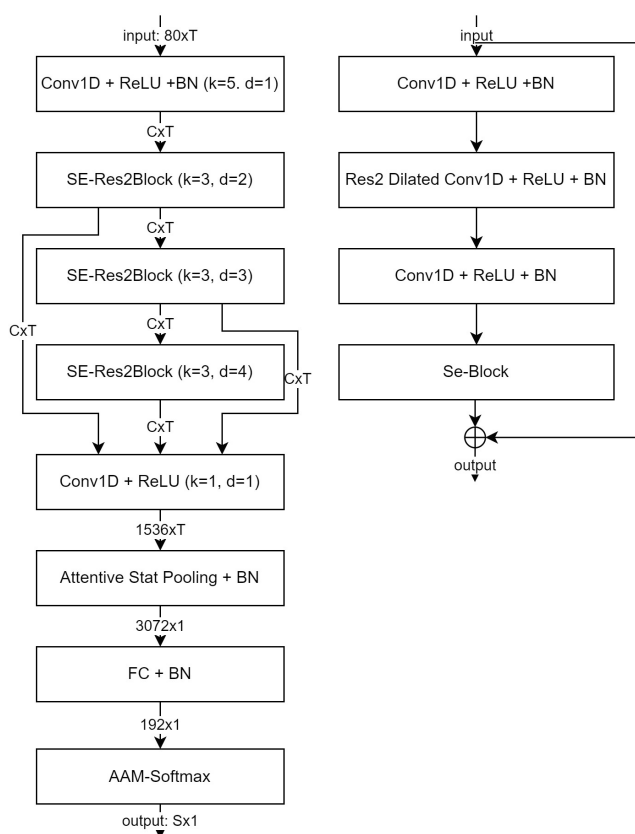 input: 80xT
Conv1D + ReLU +BN (k=5. d=1)
CxT
SE-Res2Block (k=3, d=2)
CxT
SE-Res2Block (k=3, d=3)
CxT
CxT
SE-Res2Block (k=3, d=4)
CxT
CxT
Conv1D + ReLU (k=1, d=1)
1536xT
Attentive Stat Pooling + BN
3072x1
FC + BN
192x1
AAM-Softmax
output: Sx1
input
Conv1D + ReLU +BN
Res2 Dilated Conv1D + ReLU + BN
Conv1D + ReLU + BN
Se-Block
output